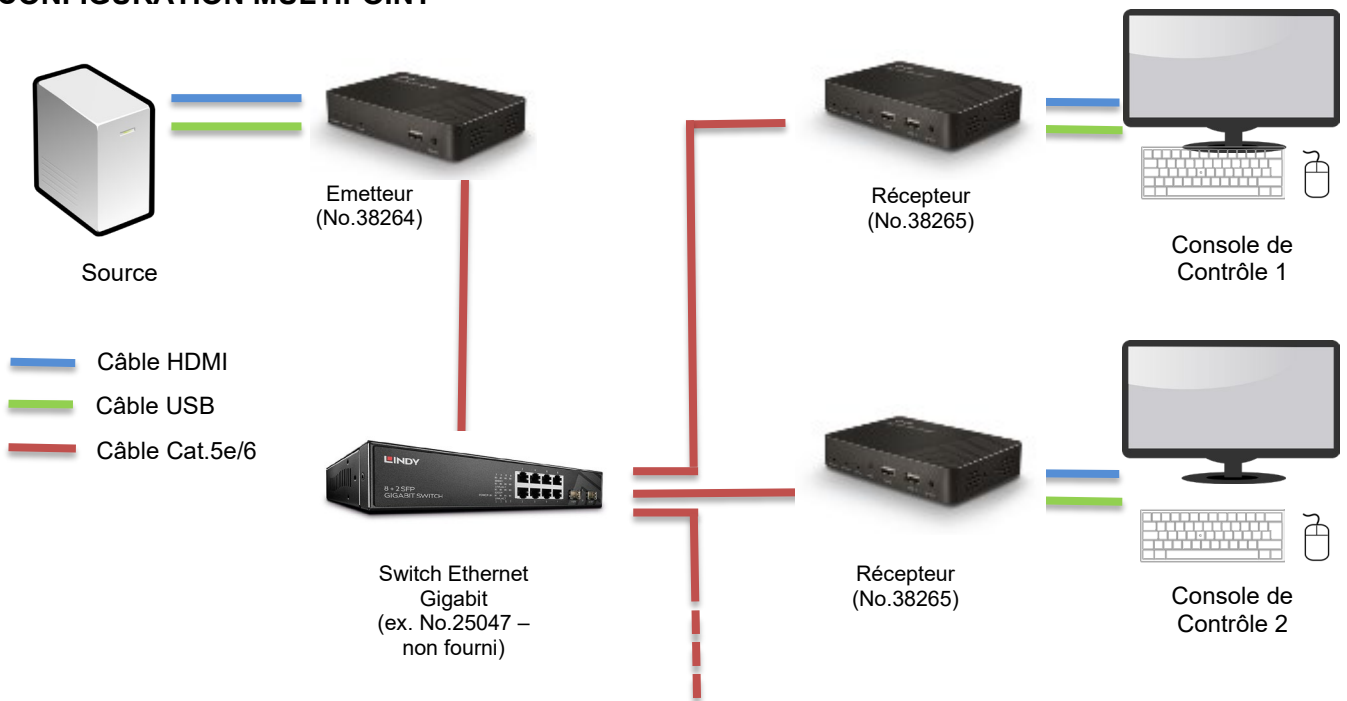 CONFIGURATION MULTIPOINT
Emetteur
(No.38264)
Récepteur
(No.38265)
Source
Console de
Contrôle 1
Câble HDMI
Câble USB
Câble Cat.5e/6
LINDY
8 + 2 SFP
GIGABIT SWITCH
Switch Ethernet
Gigabit
(ex. No.25047 –
non fourni)
Récepteur
(No.38265)
Console de
Contrôle 2